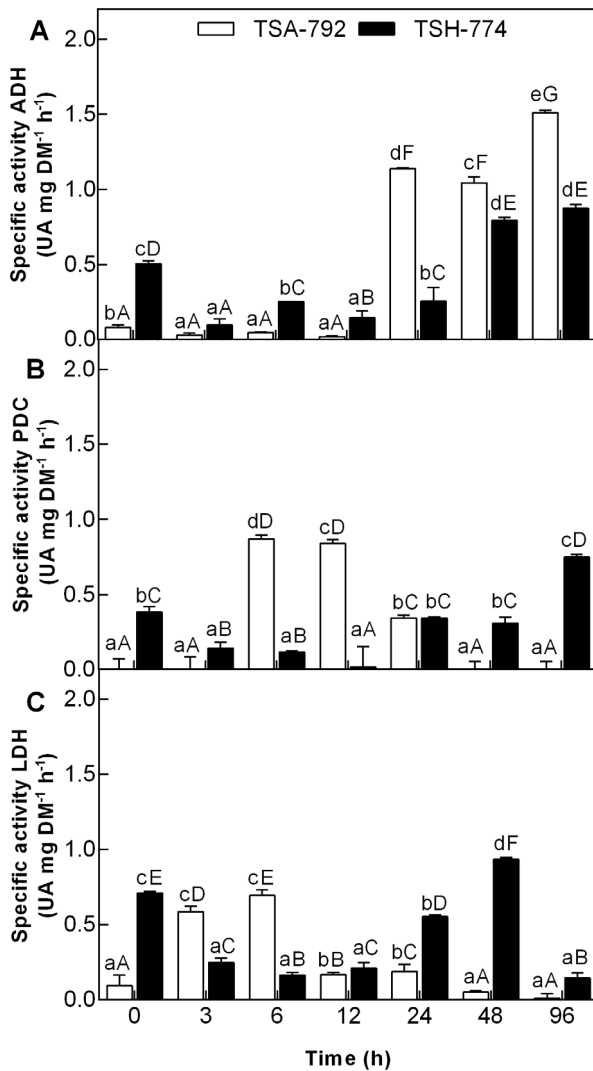 A
TSA-792 TSH-774
Specific activity ADH
(UA mg DM⁻¹ h⁻¹)
2.0
1.5
1.0
0.5
0.0
bA cD aA aA aA bC aA aB dF bC cF dE eG dE
B
Specific activity PDC
(UA mg DM⁻¹ h⁻¹)
2.0
1.5
1.0
0.5
0.0
aA bC aA aB dD aB cD aA bC bC aA bC aA cD
C
Specific activity LDH
(UA mg DM⁻¹ h⁻¹)
2.0
1.5
1.0
0.5
0.0
aA cE cD aC cE aB bB aC bC bD aA dF aA aB
0 3 6 12 24 48 96
Time (h)